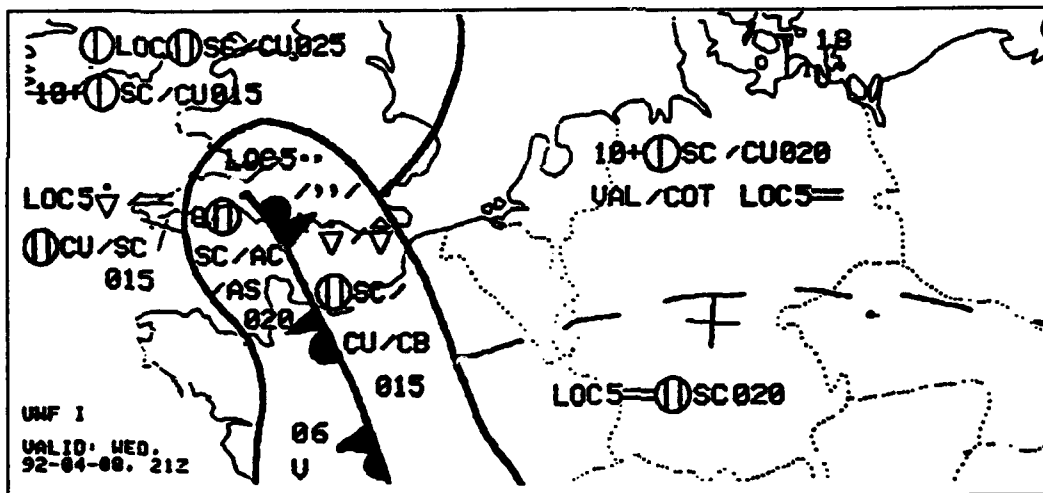 LOC SC/CU025
10+ SC/CU015
18
LOC5
10+ SC/CU020
VAL/COT LOC5
LOC5
CU/SC
015
8
SC/AC
/AS
020
SC/
CU/CB
015
LOC5 SC020
06
V
VALID: WED,
92-04-08, 21Z